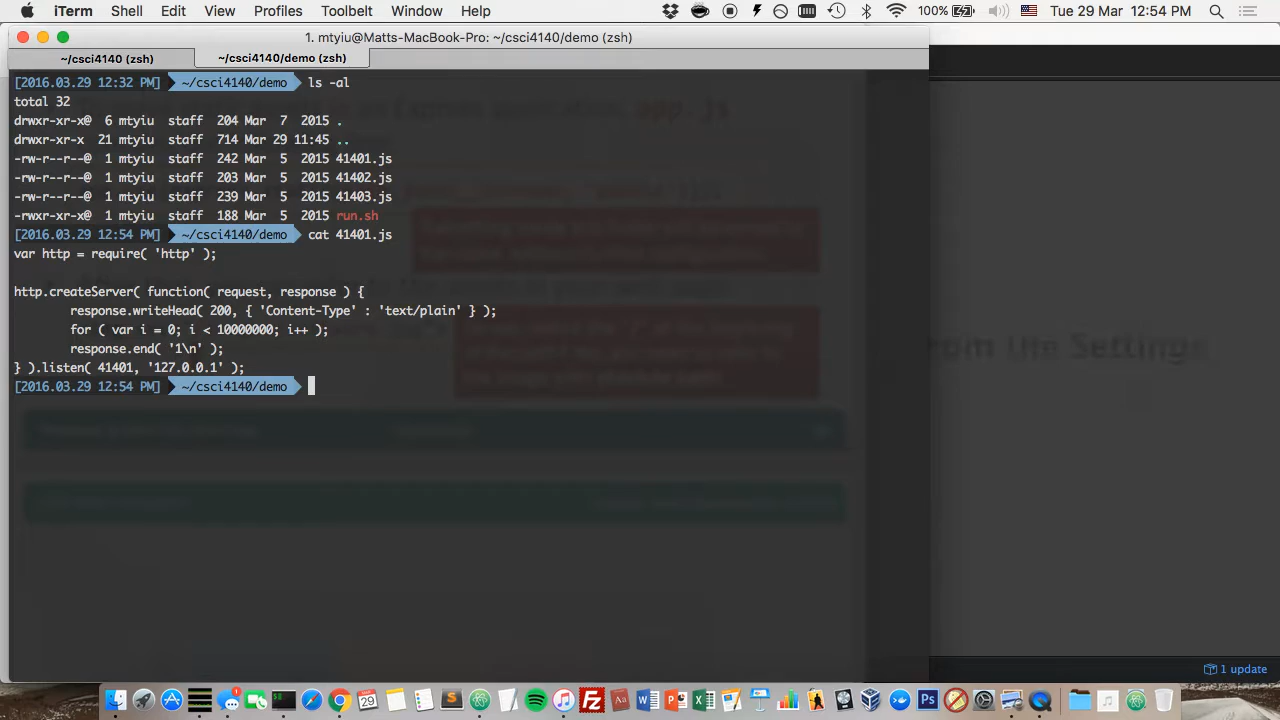 iTerm Shell Edit View Profiles Toolbelt Window Help 100% Tue 29 Mar 12:54 PM
1. mtyiu@Matts-MacBook-Pro: ~/csci4140/demo (zsh)
~/csci4140 (zsh) ~/csci4140/demo (zsh)
[2016.03.29 12:32 PM] ~/csci4140/demo ls -al
total 32
drwxr-xr-x@ 6 mtyiu staff 204 Mar 7 2015 .
drwxr-xr-x 21 mtyiu staff 714 Mar 29 11:45 ..
-rw-r--r--@ 1 mtyiu staff 242 Mar 5 2015 41401.js
-rw-r--r--@ 1 mtyiu staff 203 Mar 5 2015 41402.js
-rw-r--r--@ 1 mtyiu staff 239 Mar 5 2015 41403.js
-rwxr-xr-x@ 1 mtyiu staff 188 Mar 5 2015 run.sh
[2016.03.29 12:54 PM] ~/csci4140/demo cat 41401.js
var http = require( 'http' );
http.createServer( function( request, response ) {
response.writeHead( 200, { 'Content-Type' : 'text/plain' } );
for ( var i = 0; i < 10000000; i++ );
response.end( '1\n' );
} ).listen( 41401, '127.0.0.1' );
[2016.03.29 12:54 PM] ~/csci4140/demo
app.js
from the Settings
1 update